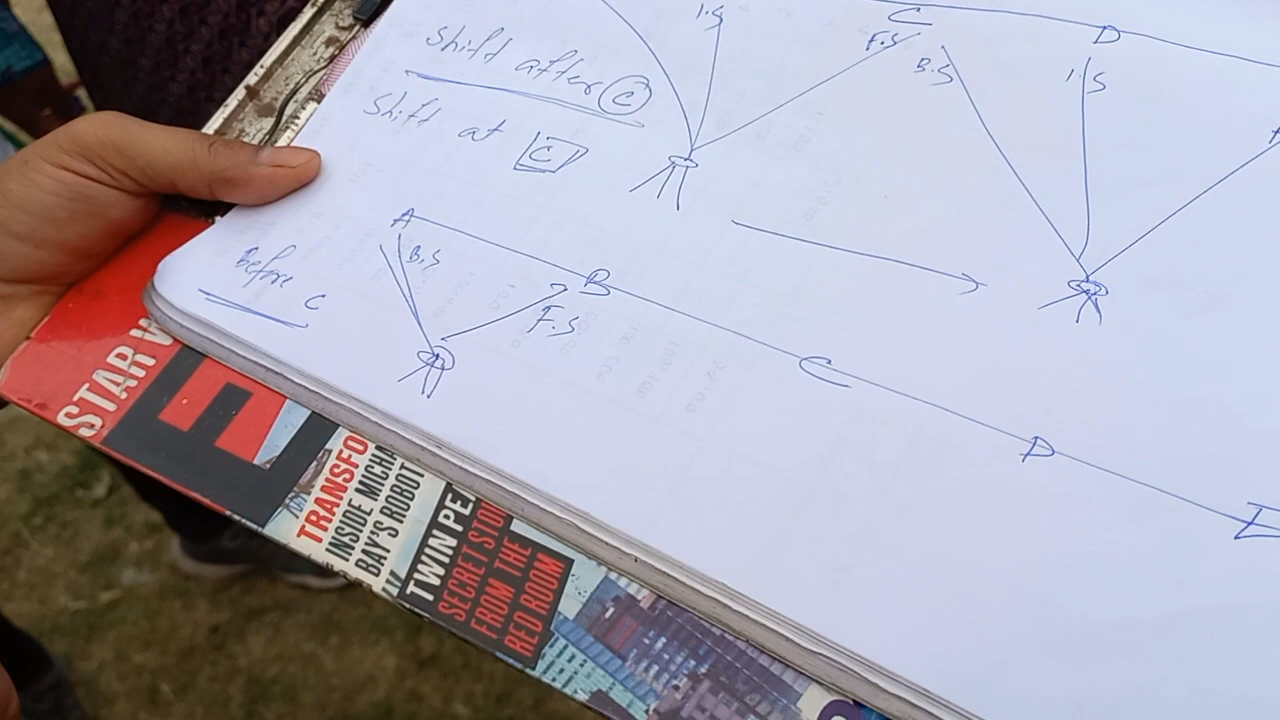 I.S
C
F.S
D
B.S
I.S
Shift after C
Shift at C
A
B.S
B
F.S.
Before C
C
D
E
STAR W
E
TRANSFO
INSIDE MICHA
BAY'S ROBOT
TWIN PE
SECRET STO
FROM THE
RED ROOM